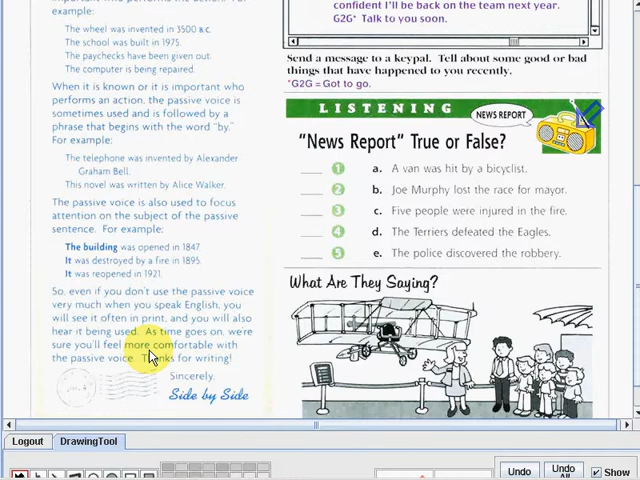 example:
The wheel was invented in 3500 B.C.
The school was built in 1975.
The paychecks have been given out.
The computer is being repaired.
When it is known or it is important who
performs an action, the passive voice is
sometimes used and is followed by a
phrase that begins with the word "by."
For example:
The telephone was invented by Alexander
Graham Bell.
This novel was written by Alice Walker.
The passive voice is also used to focus
attention on the subject of the passive
sentence. For example:
The building was opened in 1847
It was destroyed by a fire in 1895.
It was reopened in 1921.
So, even if you don't use the passive voice
very much when you speak English, you
will see it often in print, and you will also
hear it being used. As time goes on, we're
sure you'll feel more comfortable with
the passive voice. Thanks for writing!
Sincerely,
Side by Side
confident I'll be back on the team next year.
G2G* Talk to you soon.
Send a message to a keypal. Tell about some good or bad
things that have happened to you recently.
*G2G = Got to go.
LISTENING
NEWS REPORT
"News Report" True or False?
1 a. A van was hit by a bicyclist.
2 b. Joe Murphy lost the race for mayor.
3 c. Five people were injured in the fire.
4 d. The Terriers defeated the Eagles.
5 e. The police discovered the robbery.
What Are They Saying?
Logout
DrawingTool
Undo
Undo
All
Show